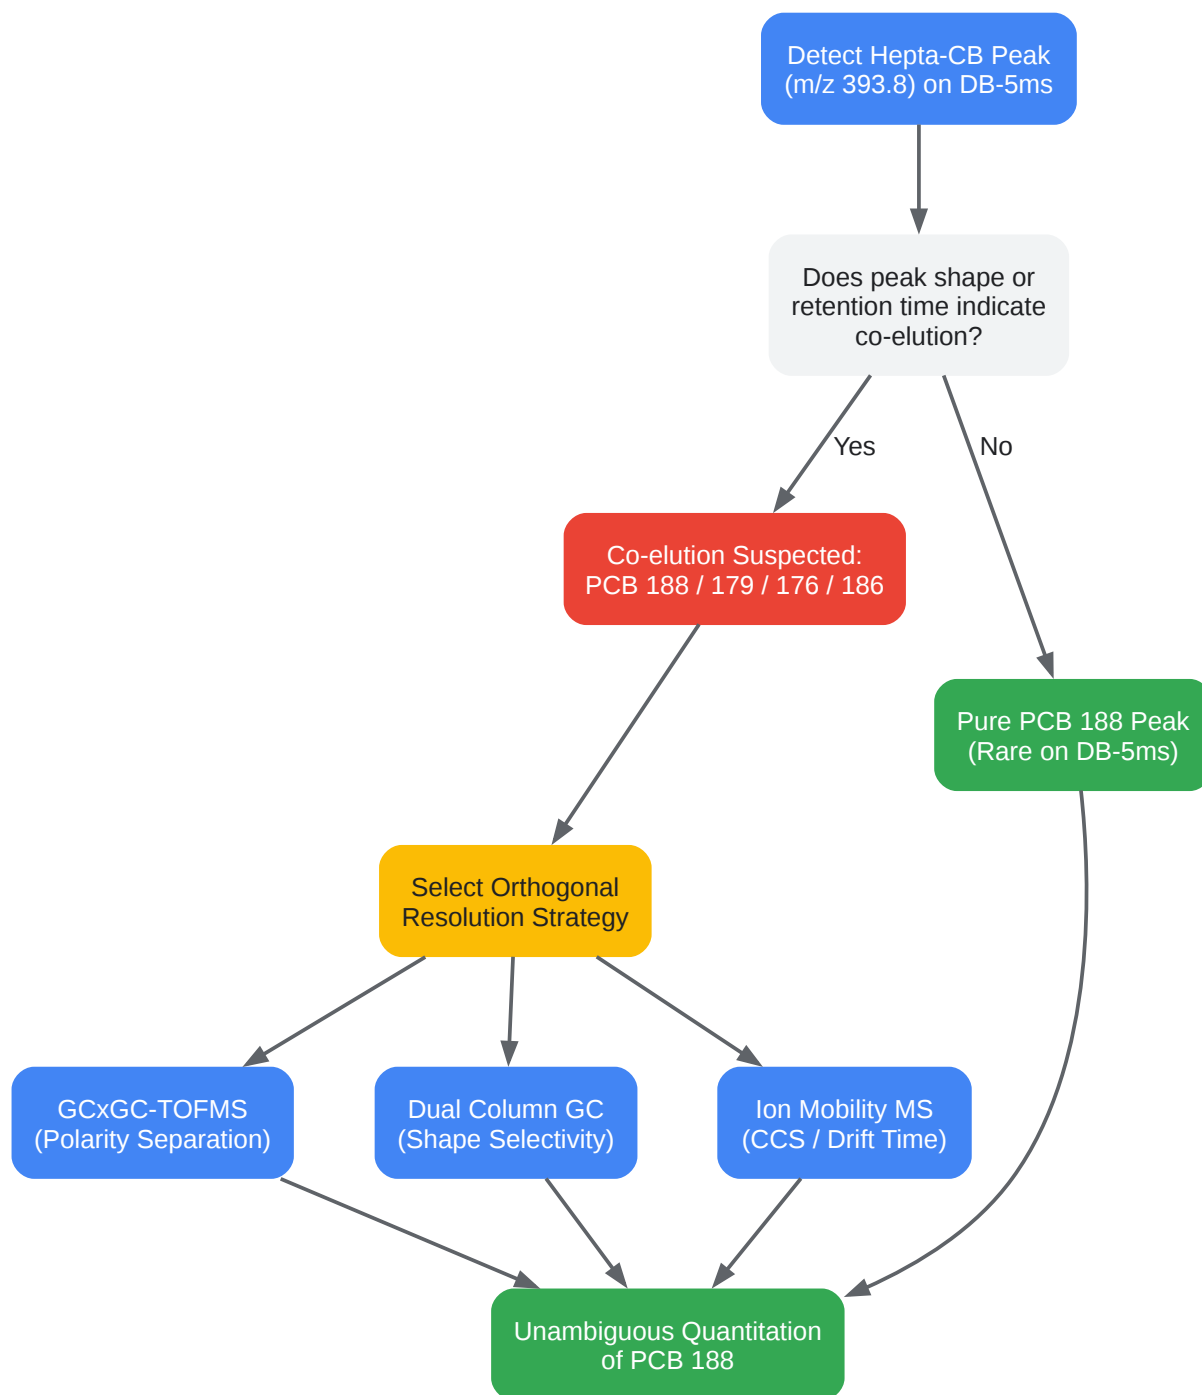 Detect Hepta-CB Peak
(m/z 393.8) on DB-5ms
Does peak shape or
retention time indicate
co-elution?
Yes
No
Co-elution Suspected:
PCB 188 / 179 / 176 / 186
Pure PCB 188 Peak
(Rare on DB-5ms)
Select Orthogonal
Resolution Strategy
GCxGC-TOFMS
(Polarity Separation)
Dual Column GC
(Shape Selectivity)
Ion Mobility MS
(CCS / Drift Time)
Unambiguous Quantitation
of PCB 188